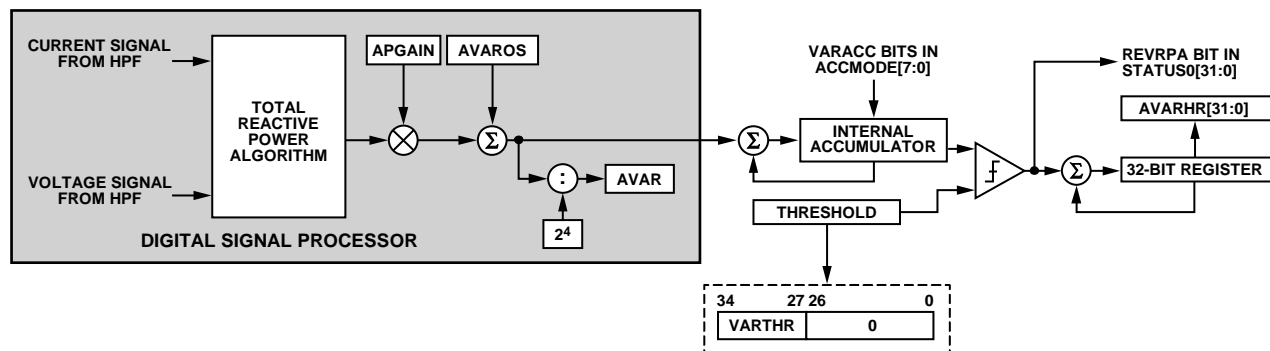 CURRENT SIGNAL
FROM HPF
VOLTAGE SIGNAL
FROM HPF
TOTAL
REACTIVE
POWER
ALGORITHM
APGAIN
AVAROS
Σ
:
AVAR
2⁴
DIGITAL SIGNAL PROCESSOR
VARACC BITS IN
ACCMODE[7:0]
Σ
INTERNAL
ACCUMULATOR
THRESHOLD
REVRPA BIT IN
STATUS0[31:0]
AVARHR[31:0]
Σ
32-BIT REGISTER
34 27 26 0
VARTHR 0